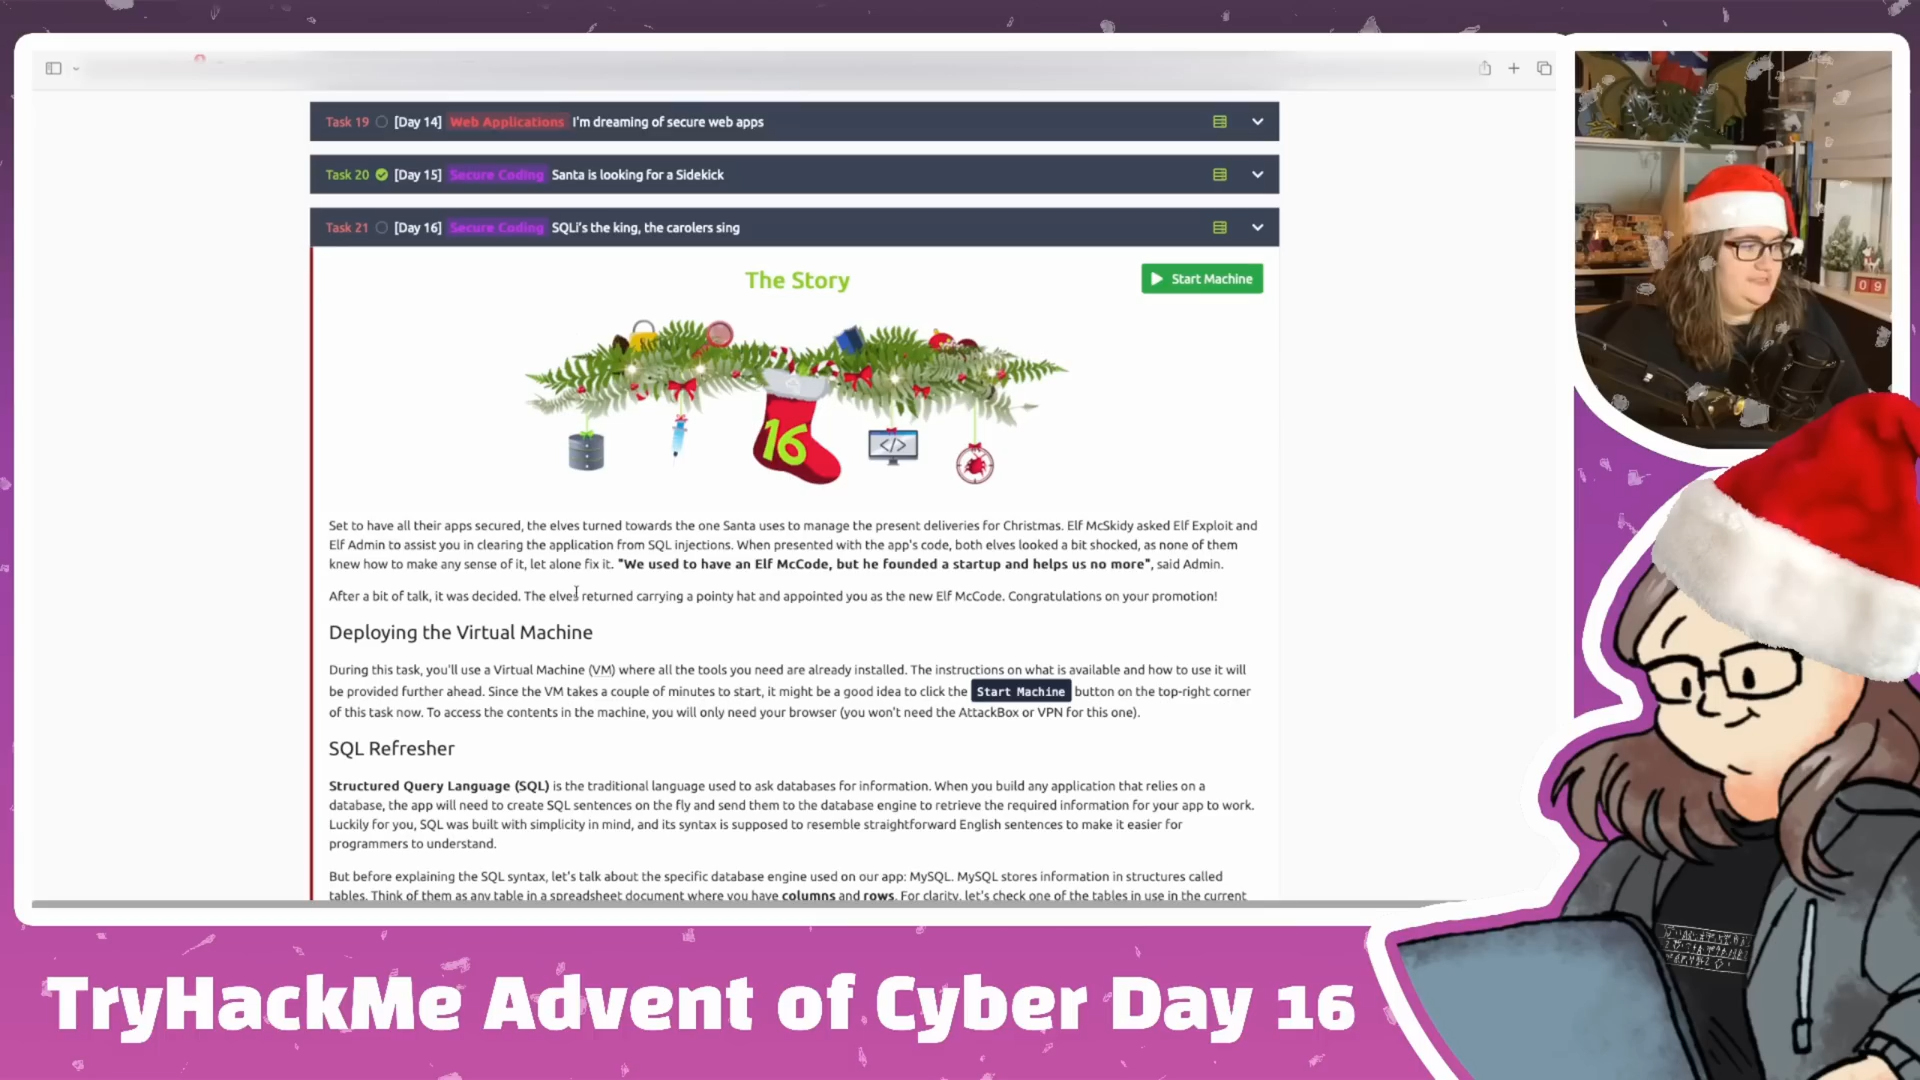 Task 19 [Day 14] Web Applications I'm dreaming of secure web apps
Task 20 [Day 15] Secure Coding Santa is looking for a Sidekick
Task 21 [Day 16] Secure Coding SQLi's the king, the carolers sing
The Story
Start Machine
16
</>
Set to have all their apps secured, the elves turned towards the one Santa uses to manage the present deliveries for Christmas. Elf McSkidy asked Elf Exploit and
Elf Admin to assist you in clearing the application from SQL injections. When presented with the app's code, both elves looked a bit shocked, as none of them
knew how to make any sense of it, let alone fix it. "We used to have an Elf McCode, but he founded a startup and helps us no more", said Admin.
After a bit of talk, it was decided. The elves returned carrying a pointy hat and appointed you as the new Elf McCode. Congratulations on your promotion!
Deploying the Virtual Machine
During this task, you'll use a Virtual Machine (VM) where all the tools you need are already installed. The instructions on what is available and how to use it will
be provided further ahead. Since the VM takes a couple of minutes to start, it might be a good idea to click the Start Machine button on the top-right corner
of this task now. To access the contents in the machine, you will only need your browser (you won't need the AttackBox or VPN for this one).
SQL Refresher
Structured Query Language (SQL) is the traditional language used to ask databases for information. When you build any application that relies on a
database, the app will need to create SQL sentences on the fly and send them to the database engine to retrieve the required information for your app to work.
Luckily for you, SQL was built with simplicity in mind, and its syntax is supposed to resemble straightforward English sentences to make it easier for
programmers to understand.
But before explaining the SQL syntax, let's talk about the specific database engine used on our app: MySQL. MySQL stores information in structures called
tables. Think of them as any table in a spreadsheet document where you have columns and rows. For clarity, let's check one of the tables in use in the current
09
TryHackMe Advent of Cyber Day 16